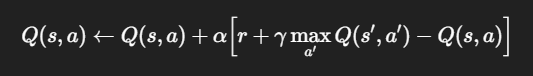 Q(s, a) ← Q(s, a) + α[r + γ max_{a′} Q(s′, a′) − Q(s, a)]